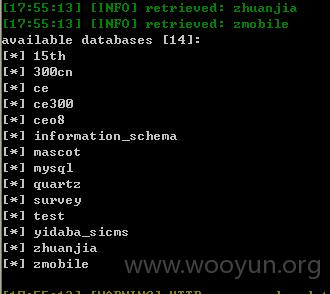 [17:55:13] [INFO] retrieved: zhuanjia
[17:55:13] [INFO] retrieved: zmobile
available databases [14]:
[*] 15th
[*] 300cn
[*] ce
[*] ce300
[*] ceo8
[*] information_schema
[*] mascot
[*] mysql
[*] quartz
[*] survey
[*] test
[*] yidaba_sicms
[*] zhuanjia
[*] zmobile
www.wooyun.org